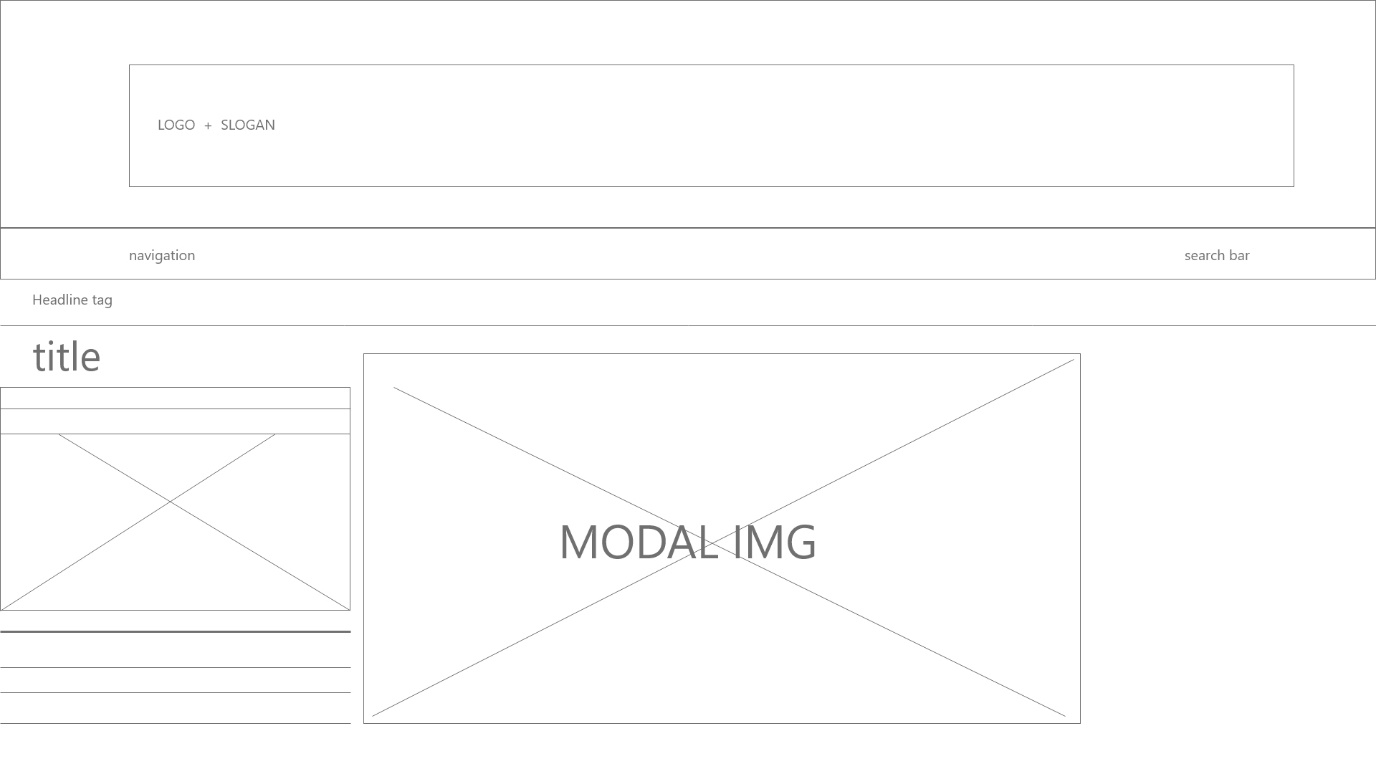 LOGO + SLOGAN
navigation
search bar
Headline tag
title
MODAL IMG